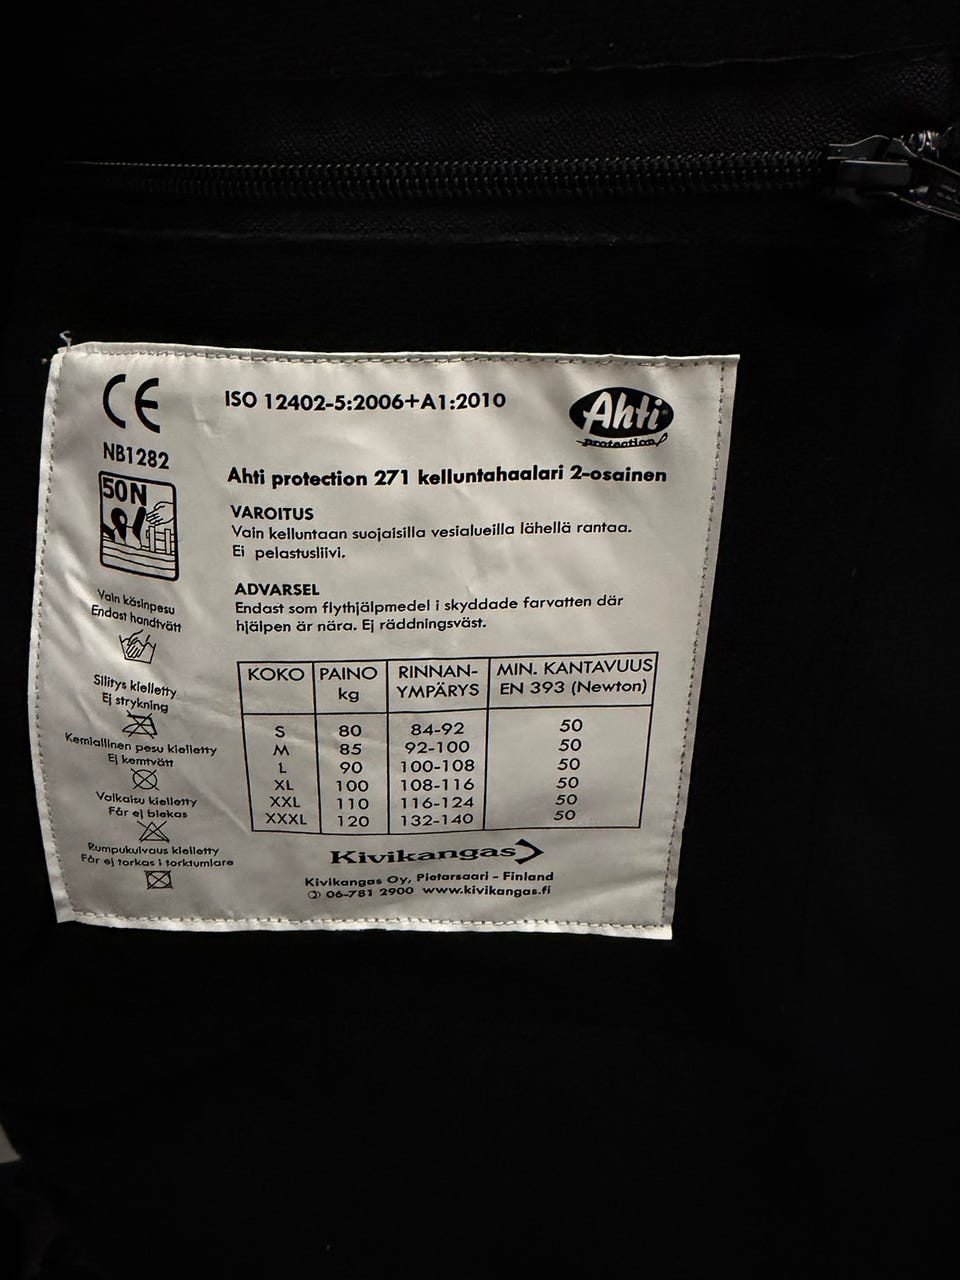 CE
NB1282
50N
Vain käsinpesu
Endast handtvätt
Silitys kielletty
Ej strykning
Kemiallinen pesu kielletty
Ej kemtvätt
Valkaisu kielletty
Får ej blekas
Rumpukuivaus kielletty
Får ej torkas i torktumlare
ISO 12402-5:2006+A1:2010
Ahti
protection
Ahti protection 271 kelluntahaalari 2-osainen
VAROITUS
Vain kelluntaan suojaisilla vesialueilla lähellä rantaa.
Ei pelastusliivi.
ADVARSEL
Endast som flythjälpmedel i skyddade farvatten där
hjälpen är nära. Ej räddningsväst.
KOKO PAINO kg RINNAN-YMPÄRYS MIN. KANTAVUUS EN 393 (Newton)
S 80 84-92 50
M 85 92-100 50
L 90 100-108 50
XL 100 108-116 50
XXL 110 116-124 50
XXXL 120 132-140 50
Kivikangas
Kivikangas Oy, Pietarsaari - Finland
06-781 2900 www.kivikangas.fi